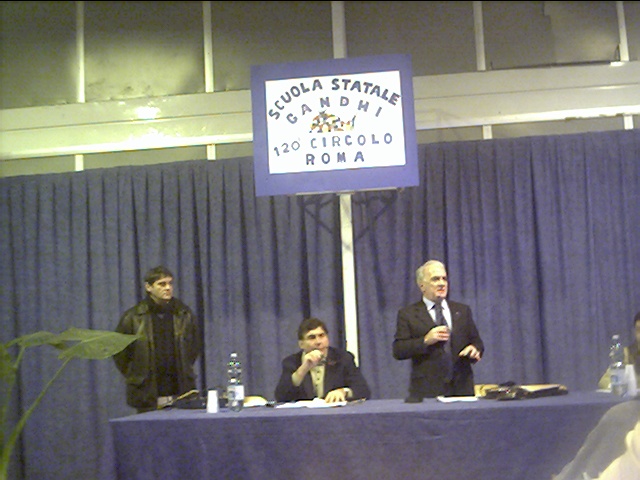 SCUOLA STATALE
GANDHI
120° CIRCOLO
ROMA